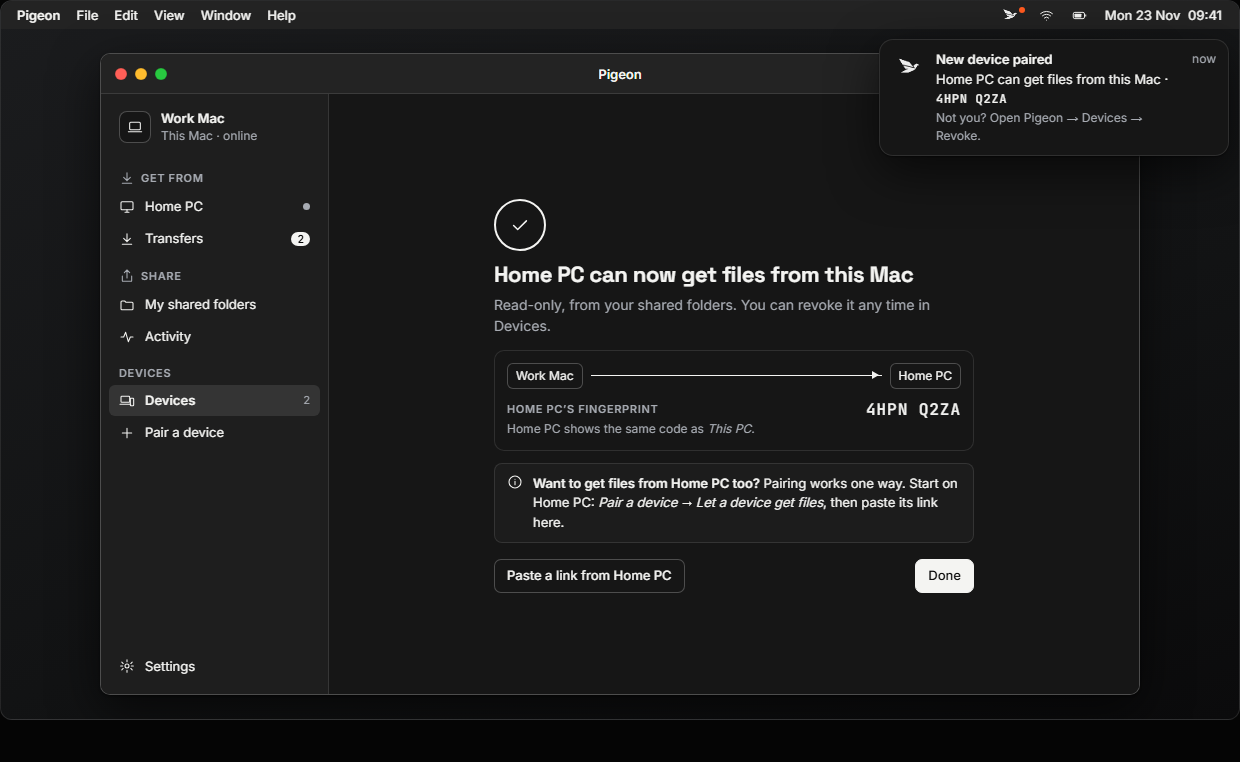 Pigeon File Edit View Window Help Mon 23 Nov 09:41
Pigeon
New device paired now
Home PC can get files from this Mac ·
4HPN Q2ZA
Not you? Open Pigeon → Devices →
Revoke.
Work Mac
This Mac · online
GET FROM
Home PC
Transfers 2
SHARE
My shared folders
Activity
DEVICES
Devices 2
Pair a device
Settings
Home PC can now get files from this Mac
Read-only, from your shared folders. You can revoke it any time in
Devices.
Work Mac Home PC
HOME PC’S FINGERPRINT 4HPN Q2ZA
Home PC shows the same code as This PC.
Want to get files from Home PC too? Pairing works one way. Start on
Home PC: Pair a device → Let a device get files, then paste its link
here.
Paste a link from Home PC Done